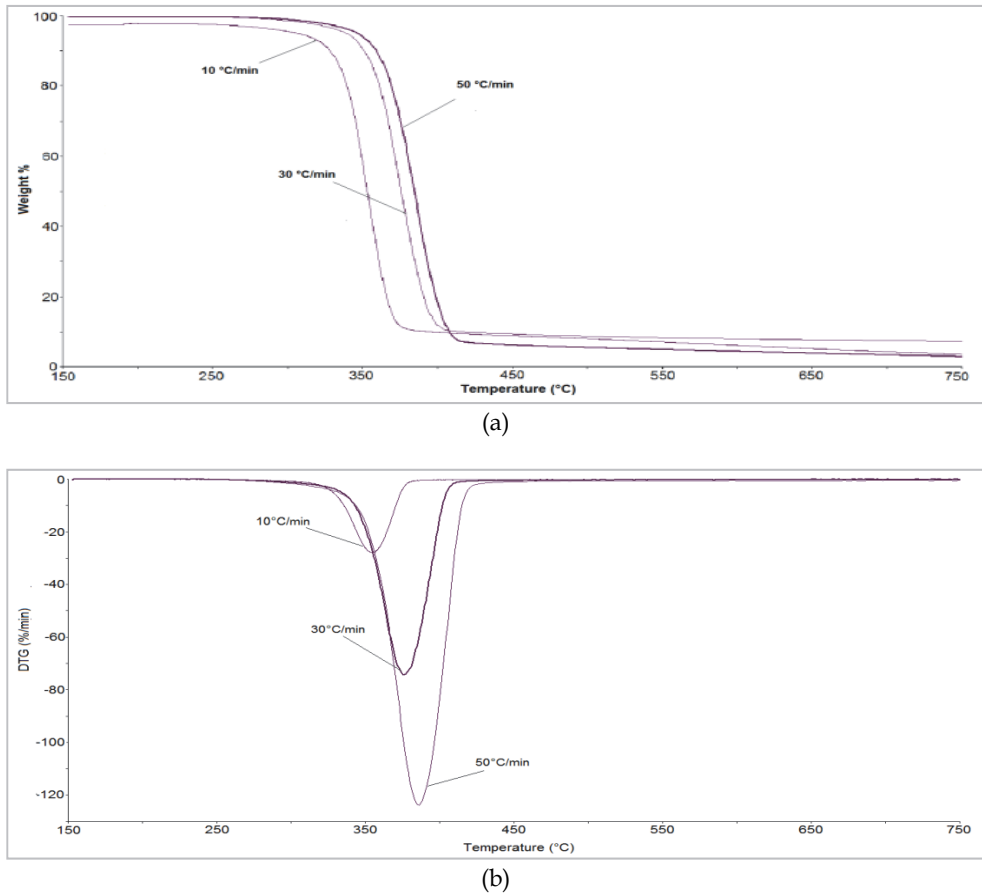 100
80
60
40
20
0
Weight %
10 °C/min
50 °C/min
30 °C/min
150 250 350 450 550 650 750
Temperature (°C)
(a)
0
-20
-40
-60
-80
-100
-120
DTG (%/min)
10°C/min
30°C/min
50°C/min
150 250 350 450 550 650 750
Temperature (°C)
(b)